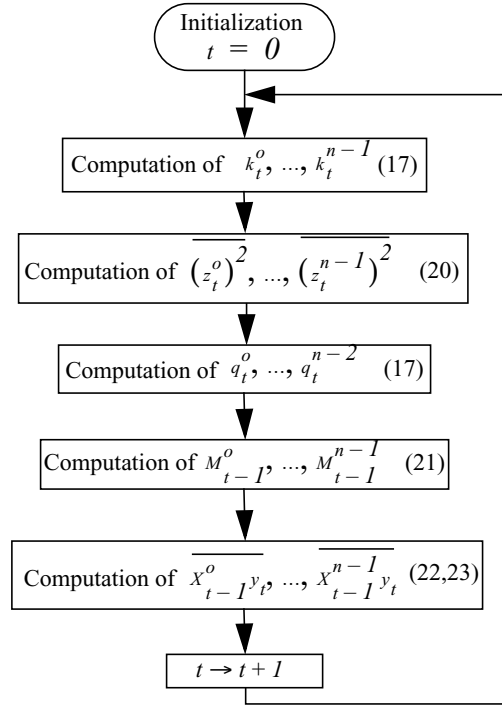 Initialization
t = 0
Computation of k_t^o, ..., k_t^{n-1} (17)
Computation of \overline{(z_t^o)^2}, ..., \overline{(z_t^{n-1})^2} (20)
Computation of q_t^o, ..., q_t^{n-2} (17)
Computation of M_{t-1}^o, ..., M_{t-1}^{n-1} (21)
Computation of \overline{X_{t-1}^o y_t}, ..., \overline{X_{t-1}^{n-1} y_t} (22,23)
t → t + 1